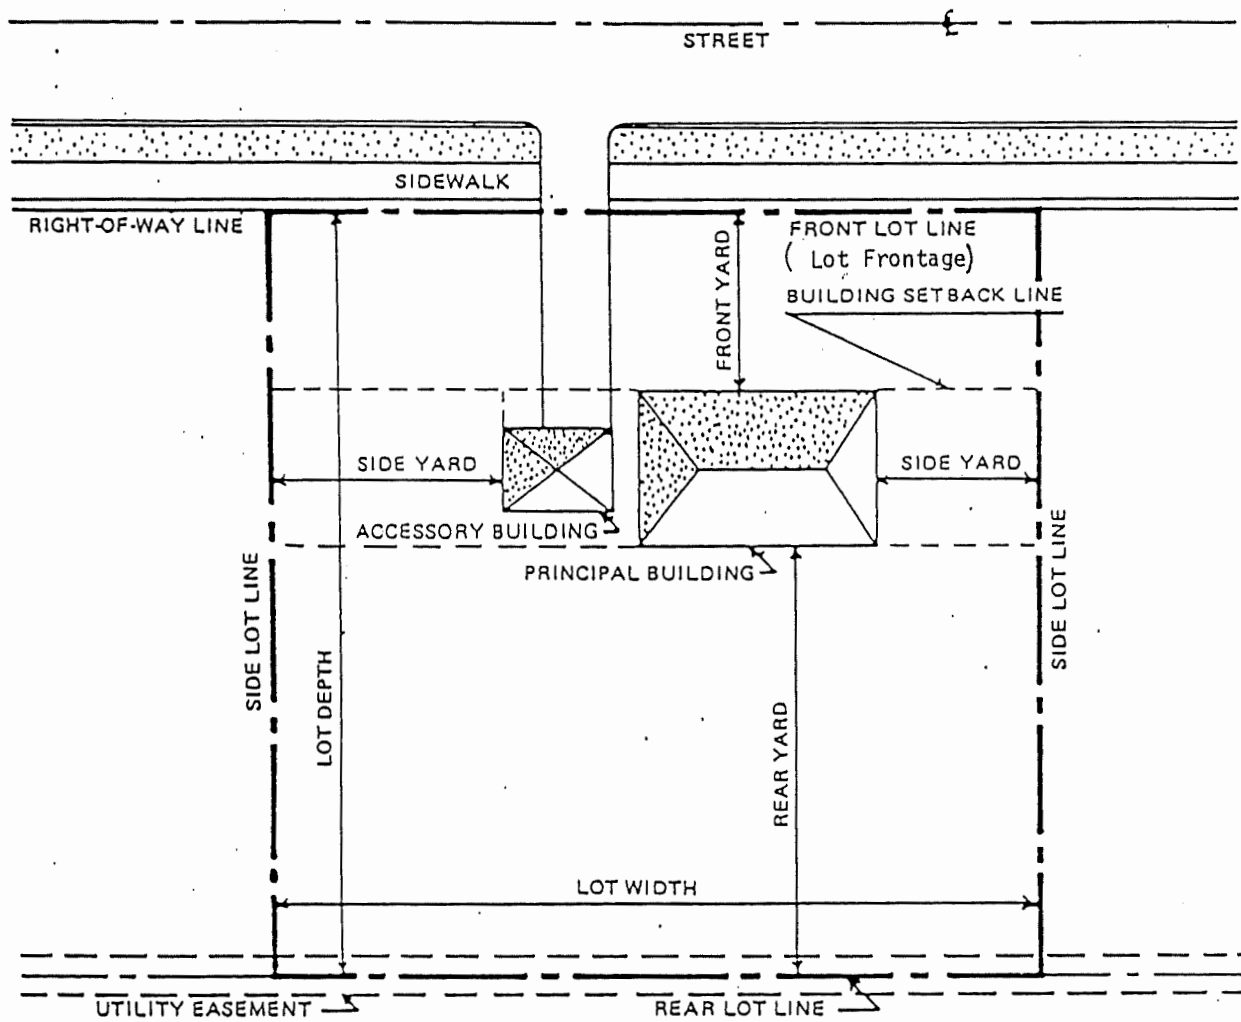 ℄
STREET
SIDEWALK
RIGHT-OF-WAY LINE
FRONT LOT LINE
( Lot Frontage)
BUILDING SETBACK LINE
FRONT YARD
SIDE YARD
SIDE YARD
ACCESSORY BUILDING
PRINCIPAL BUILDING
SIDE LOT LINE
SIDE LOT LINE
LOT DEPTH
REAR YARD
LOT WIDTH
UTILITY EASEMENT
REAR LOT LINE